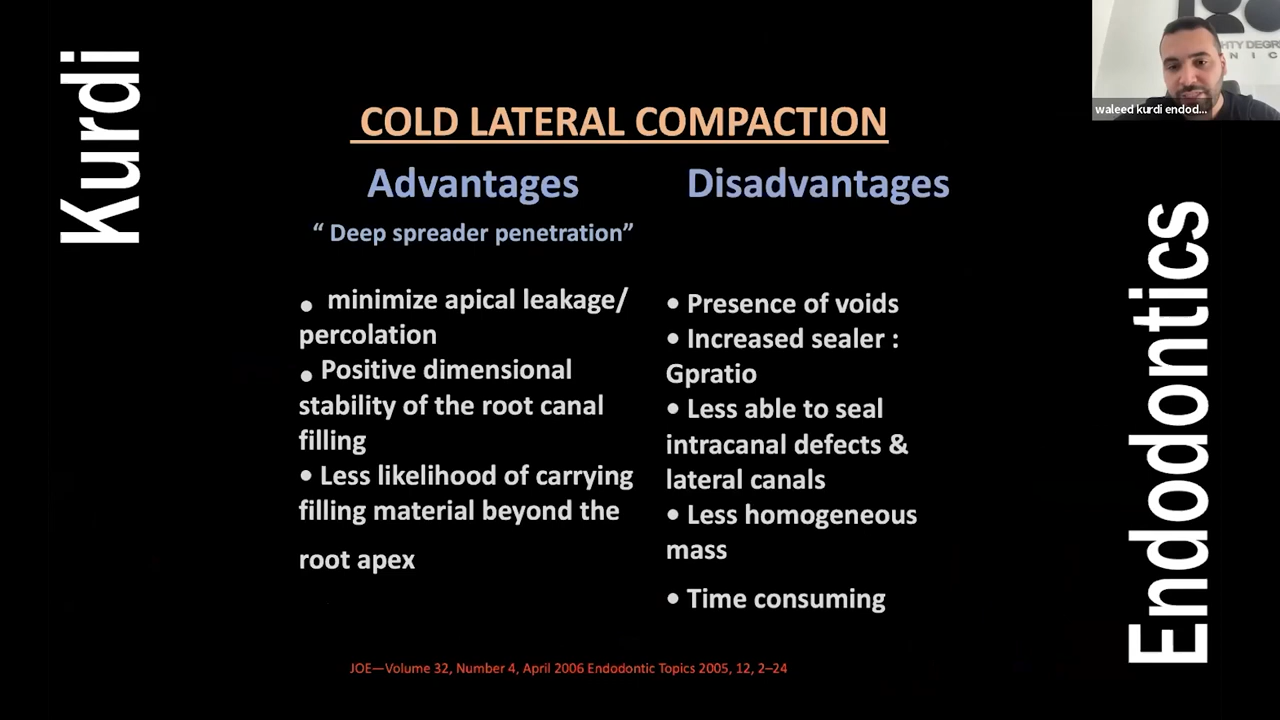 Kurdi
HTY DEGR
N I C
waleed kurdi endod...
COLD LATERAL COMPACTION
Advantages
“ Deep spreader penetration”
• minimize apical leakage/
percolation
• Positive dimensional
stability of the root canal
filling
• Less likelihood of carrying
filling material beyond the
root apex
Disadvantages
• Presence of voids
• Increased sealer :
Gpratio
• Less able to seal
intracanal defects &
lateral canals
• Less homogeneous
mass
• Time consuming
Endodontics
JOE—Volume 32, Number 4, April 2006 Endodontic Topics 2005, 12, 2–24